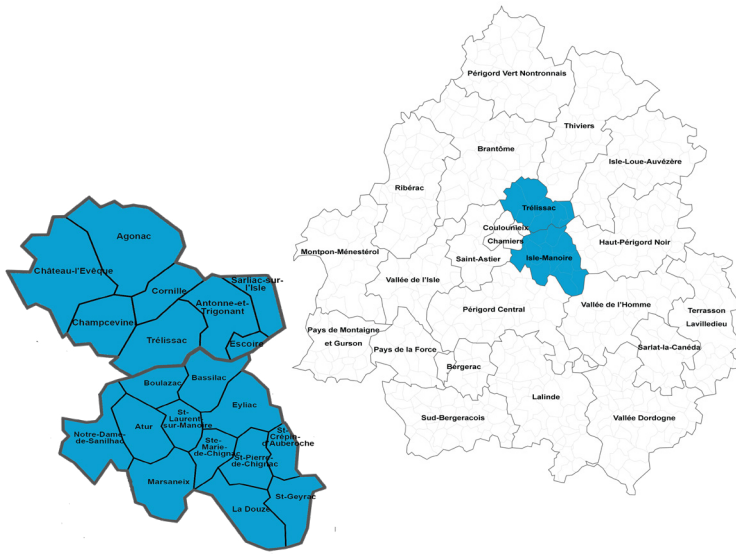 Agonac
Château-l'Evêque
Sarliac-sur-
l'Isle
Cornille
Antonne-et-
Trigonant
Champcevinel
Trélissac
Escoire
Boulazac
Bassilac
Eyliac
St-
Laurent
sur-Manoire
Atur
Notre-Dame-
de-Sanilhac
Ste-
Marie-
de-Chignac
St-
Crépin-
d'Auberoche
St-Pierre-
de-Chignac
Marsaneix
St-Geyrac
La Douze
Périgord Vert Nontronnais
Thiviers
Brantôme
Isle-Loue-Auvézère
Ribérac
Trélissac
Coulounieix
Chamiers
Haut-Périgord Noir
Montpon-Ménestérol
Saint-Astier
Isle-Manoire
Vallée de l'Isle
Périgord Central
Vallée de l'Homme
Terrasson
Lavilledieu
Pays de Montaigne
et Gurson
Pays de la Force
Sarlat-la-Canéda
Bergerac
Lalinde
Sud-Bergeracois
Vallée Dordogne